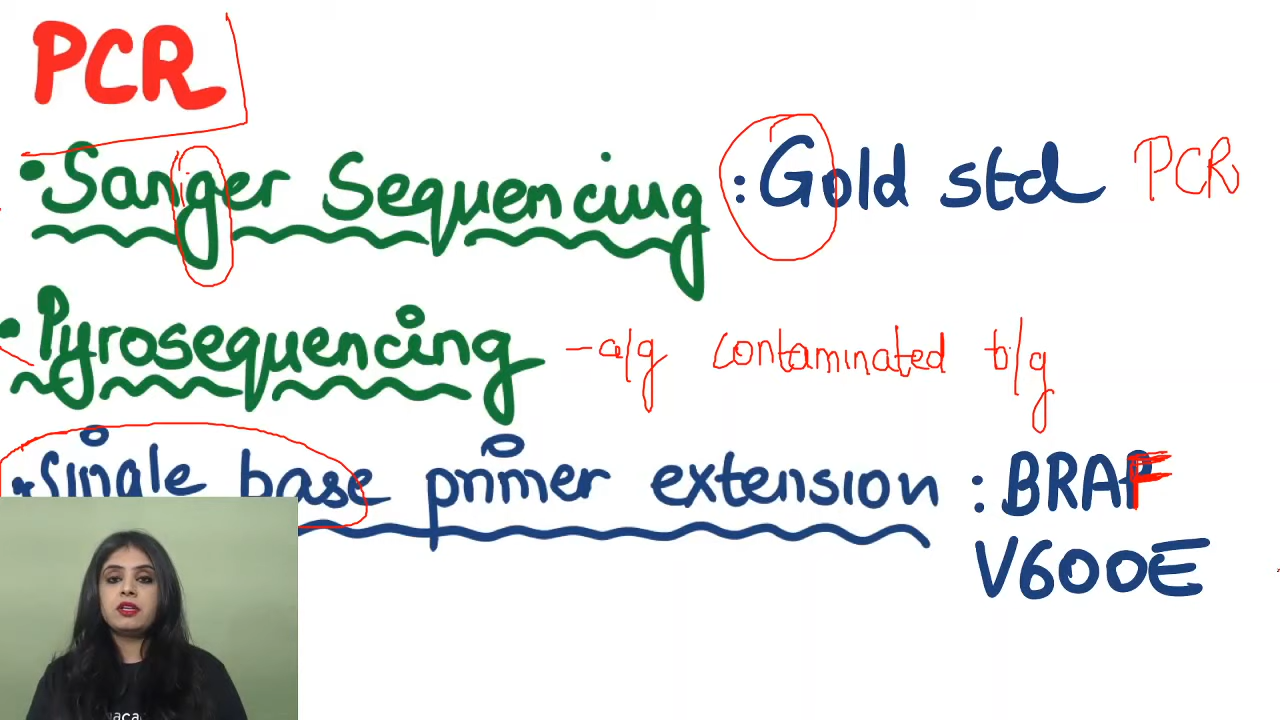 PCR
• Sanger Sequencing : Gold std PCR
• Pyrosequencing - a/g contaminated b/g
• Single base primer extension : BRAF
V600E